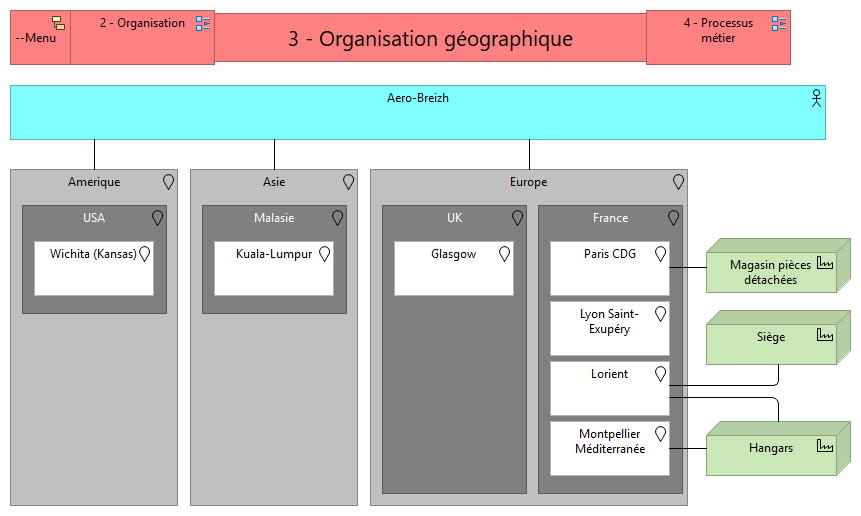 --Menu
2 - Organisation
3 - Organisation géographique
4 - Processus
métier
Aero-Breizh
Amerique
Asie
Europe
USA
Malasie
UK
France
Wichita (Kansas)
Kuala-Lumpur
Glasgow
Paris CDG
Magasin pièces
détachées
Lyon Saint-
Exupéry
Siège
Lorient
Montpellier
Méditerranée
Hangars